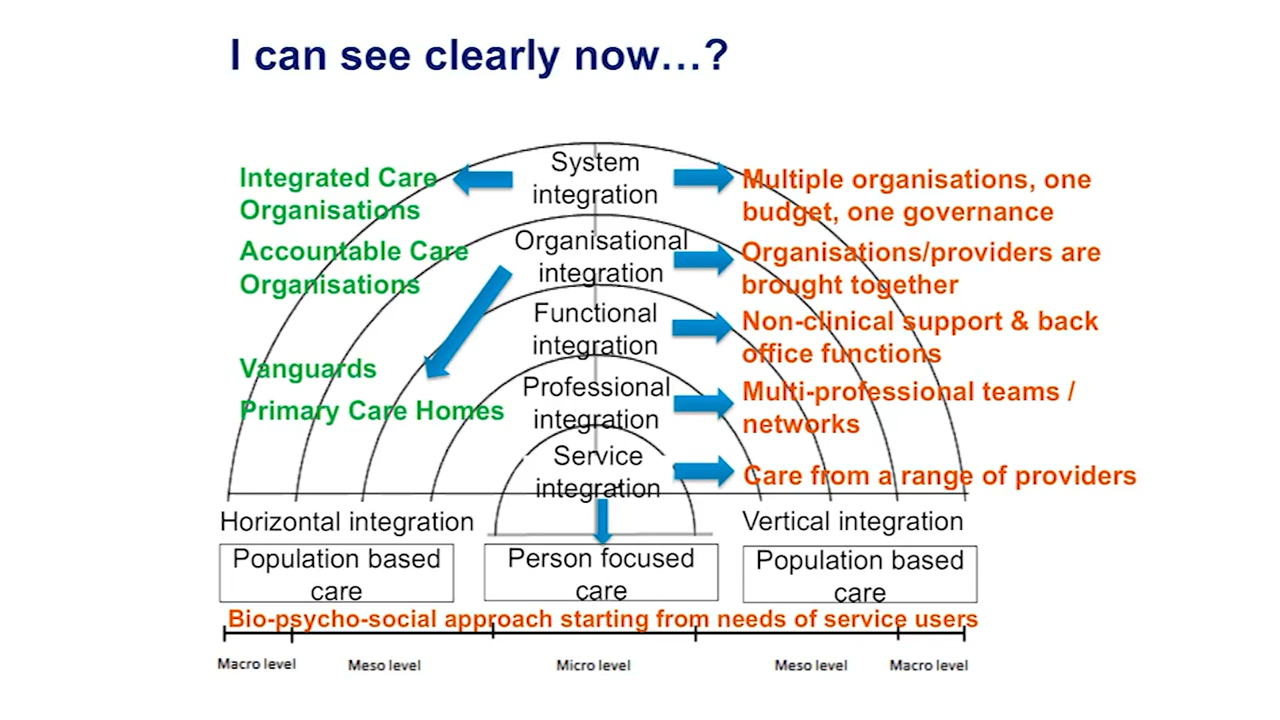 I can see clearly now…?
System
integration
Integrated Care
Organisations
Multiple organisations, one
budget, one governance
Organisational
integration
Accountable Care
Organisations
Organisations/providers are
brought together
Functional
integration
Non-clinical support & back
office functions
Vanguards
Primary Care Homes
Professional
integration
Multi-professional teams /
networks
Service
integration
Care from a range of providers
Horizontal integration
Vertical integration
Population based
care
Person focused
care
Population based
care
Bio-psycho-social approach starting from needs of service users
Macro level
Meso level
Micro level
Meso level
Macro level